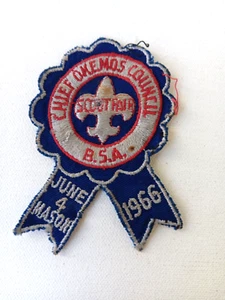 CHIEF OKEMOS COUNCIL
SCOUT FAIR
B.S.A.
JUNE
4
MASON
1966